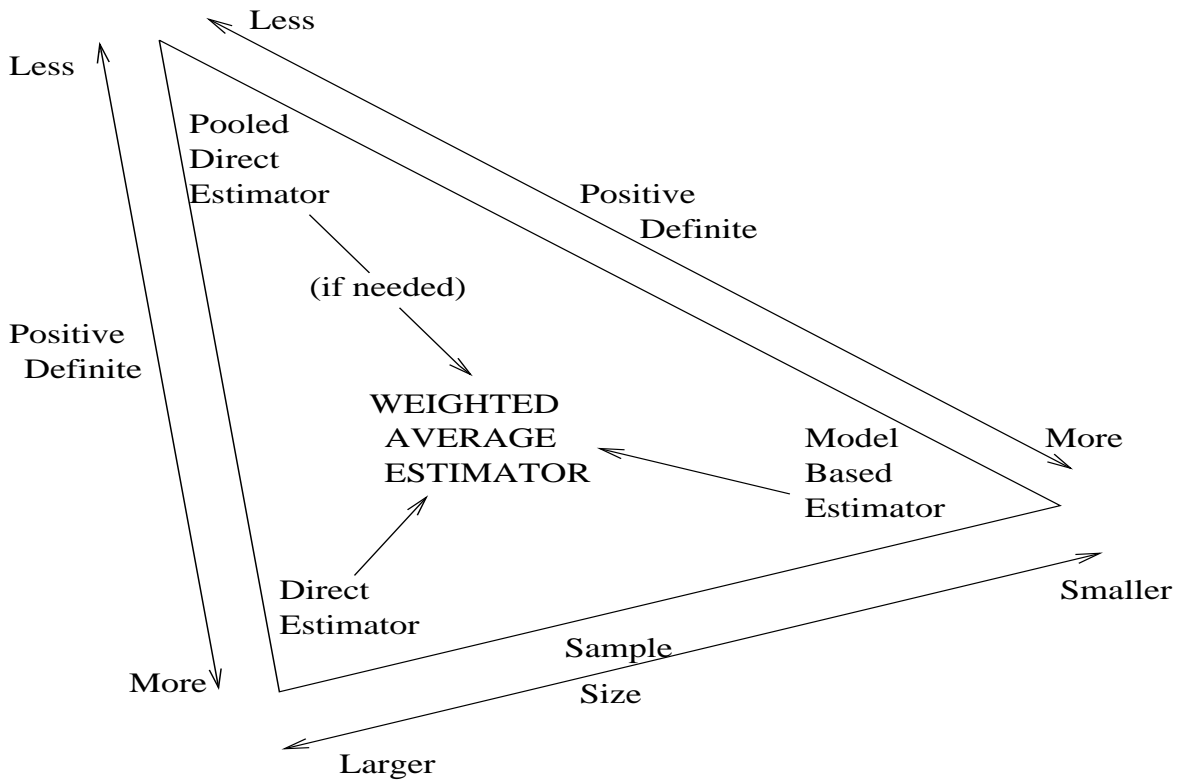 Less
Less
Pooled
Direct
Estimator
Positive
Definite
(if needed)
Positive
Definite
WEIGHTED
AVERAGE
ESTIMATOR
Model
Based
Estimator
More
Direct
Estimator
Smaller
Sample
Size
More
Larger